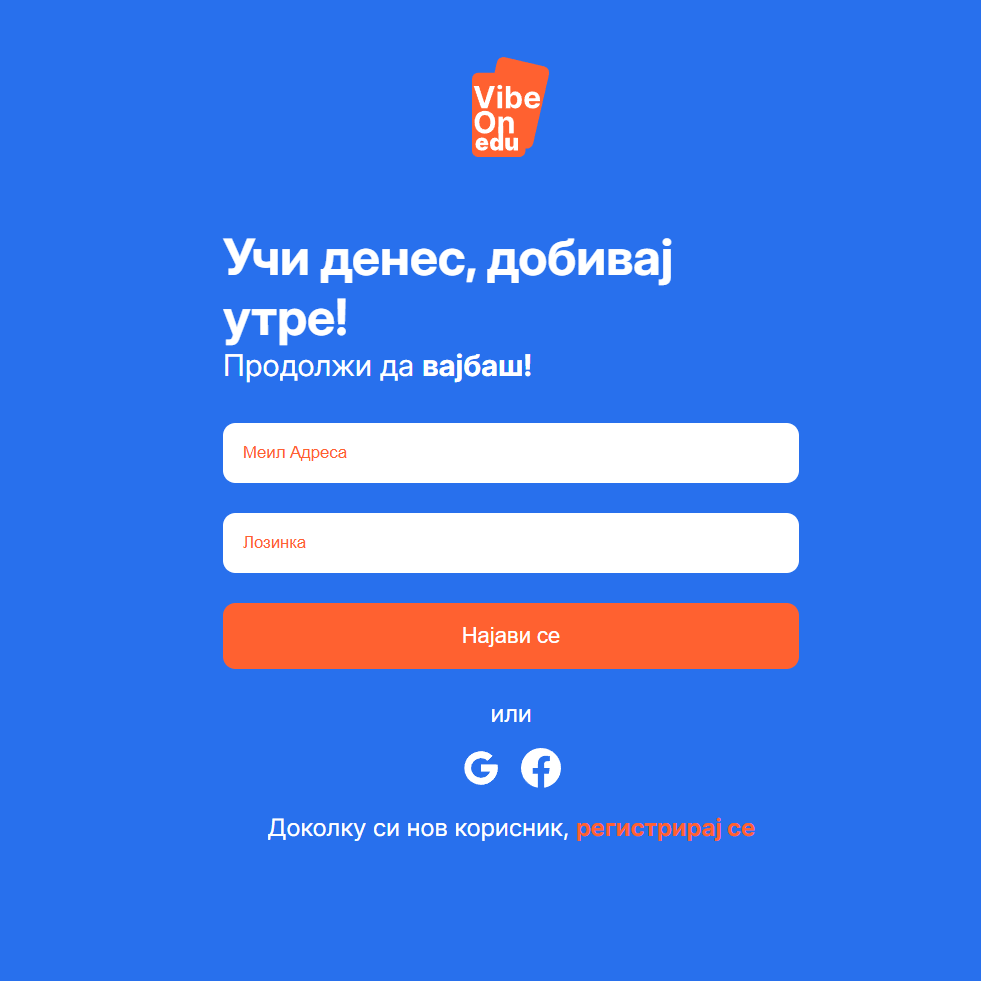 Vibe
On
edu
Учи денес, добивај
утре!
Продолжи да вајбаш!
Меил Адреса
Лозинка
Најави се
или
Доколку си нов корисник, регистрирај се